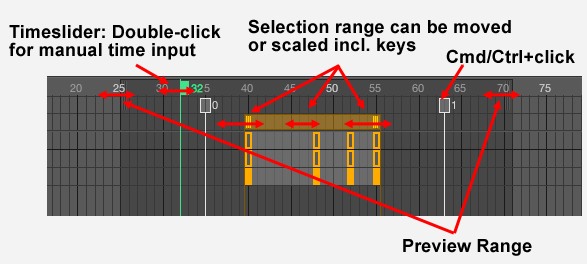 Timeslider: Double-click
for manual time input
Selection range can be moved
or scaled incl. keys
Cmd/Ctrl+click
20 25 30 32 35 40 45 50 55 60 65 70 75
0 1
Preview Range